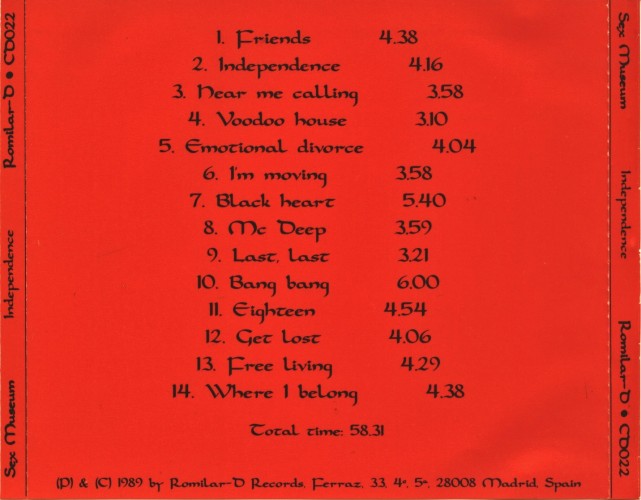 1. Friends 4.38
2. Independence 4.16
3. Hear me calling 3.58
4. Voodoo house 3.10
5. Emotional divorce 4.04
6. I'm moving 3.58
7. Black heart 5.40
8. Mc Deep 3.59
9. Last, last 3.21
10. Bang bang 6.00
11. Eighteen 4.54
12. Get lost 4.06
13. Free living 4.29
14. Where I belong 4.38
Total time: 58.31
(P) & (C) 1989 by Romilar-D Records, Ferraz, 33, 4º, 5º, 28008 Madrid, Spain
Sex Museum Independence Romilar-D • CD022
Sex Museum Independence Romilar-D • CD022